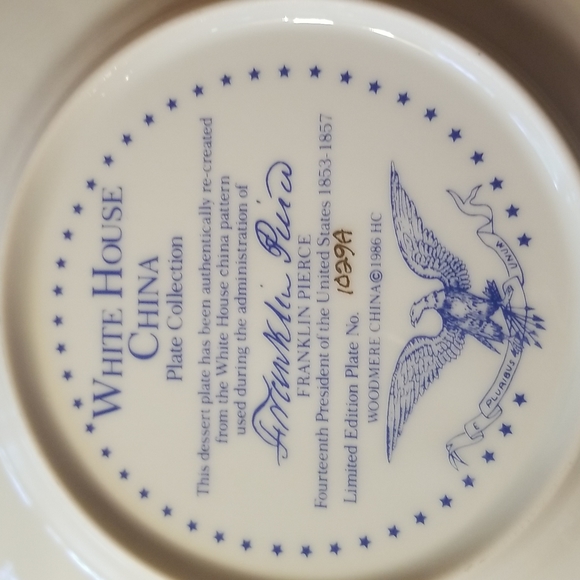 WHITE HOUSE
CHINA
Plate Collection
This dessert plate has been authentically re-created
from the White House china pattern
used during the administration of
Franklin Pierce
FRANKLIN PIERCE
Fourteenth President of the United States 1853-1857
Limited Edition Plate No. 1029A
WOODMERE CHINA © 1986 HC
PLURIBUS
UNUM